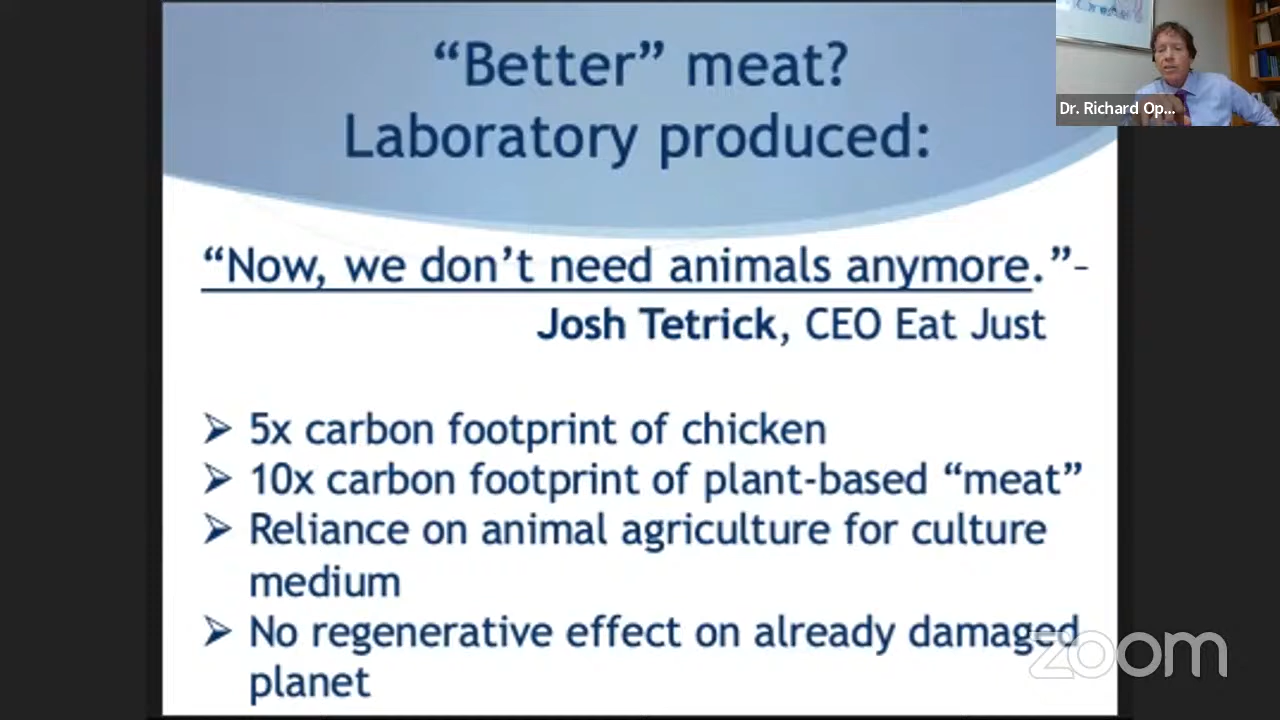 "Better" meat?
Laboratory produced:
Dr. Richard Op...
"Now, we don't need animals anymore."–
Josh Tetrick, CEO Eat Just
➢ 5x carbon footprint of chicken
➢ 10x carbon footprint of plant-based "meat"
➢ Reliance on animal agriculture for culture
medium
➢ No regenerative effect on already damaged
planet
zoom